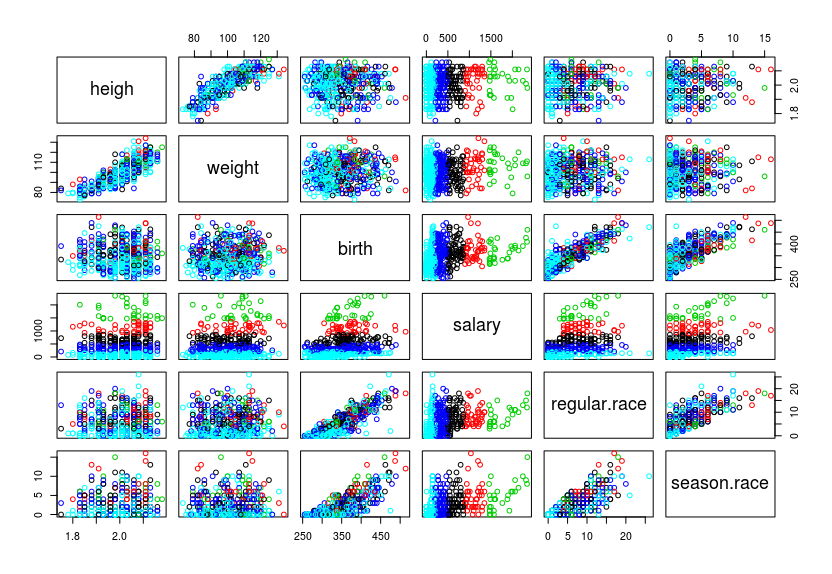 80 100 120
0 500 1500
0 5 10 15
heigh
1.8 2.0
weight
80 110
birth
250 400
salary
0 1000
regular.race
0 10 20
season.race
0 5 10
1.8 2.0
250 350 450
0 5 10 20